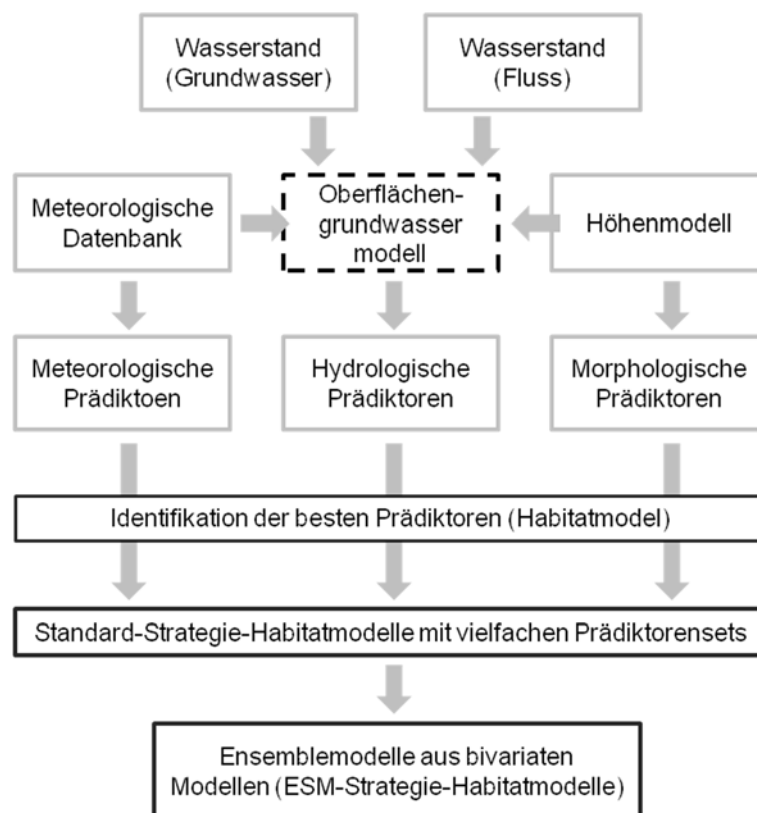 Wasserstand
(Grundwasser)
Wasserstand
(Fluss)
Meteorologische
Datenbank
Oberflächen-
grundwasser
modell
Höhenmodell
Meteorologische
Prädiktoen
Hydrologische
Prädiktoren
Morphologische
Prädiktoren
Identifikation der besten Prädiktoren (Habitatmodel)
Standard-Strategie-Habitatmodelle mit vielfachen Prädiktorensets
Ensemblemodelle aus bivariaten
Modellen (ESM-Strategie-Habitatmodelle)